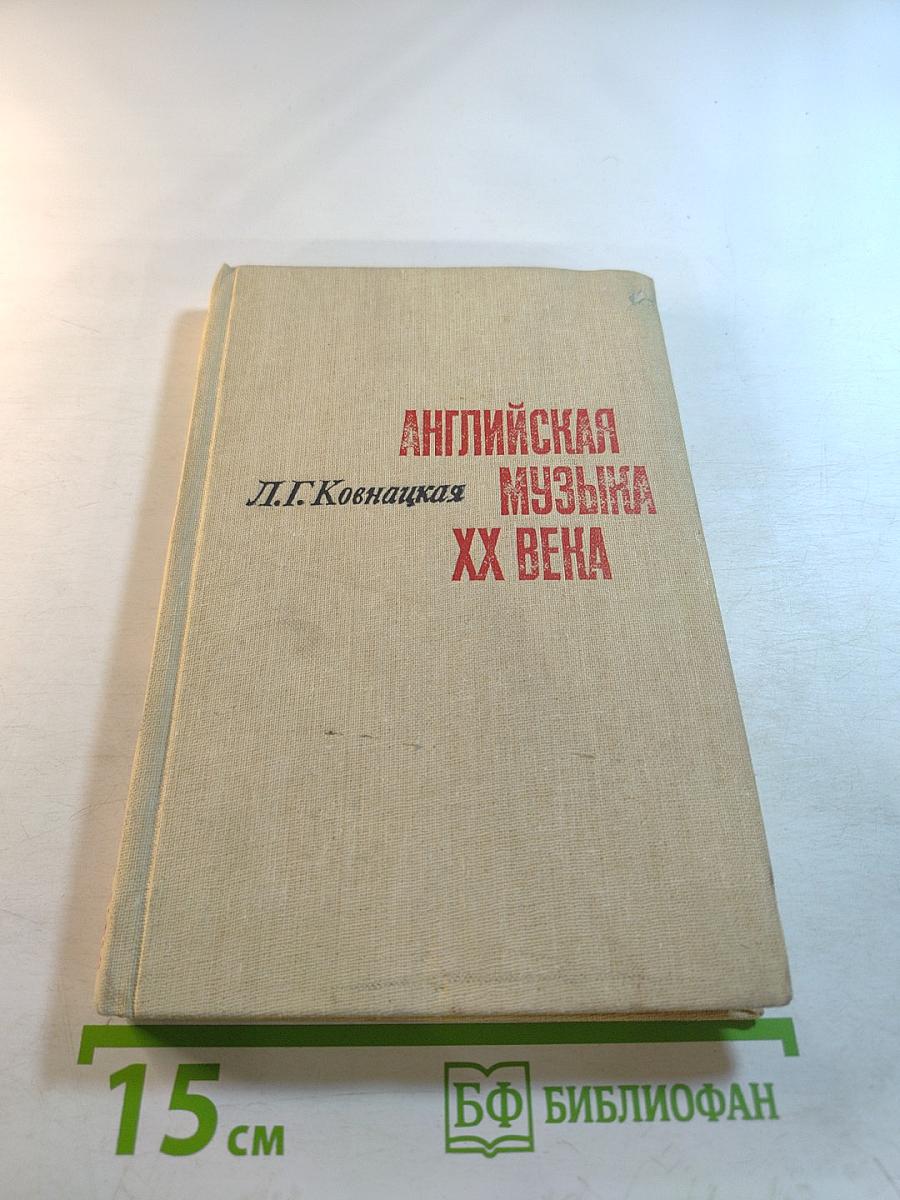 АНГЛИЙСКАЯ
Л.Г. Ковнацкая МУЗЫКА
XX ВЕКА
15 см
БФ БИБЛИОФАН